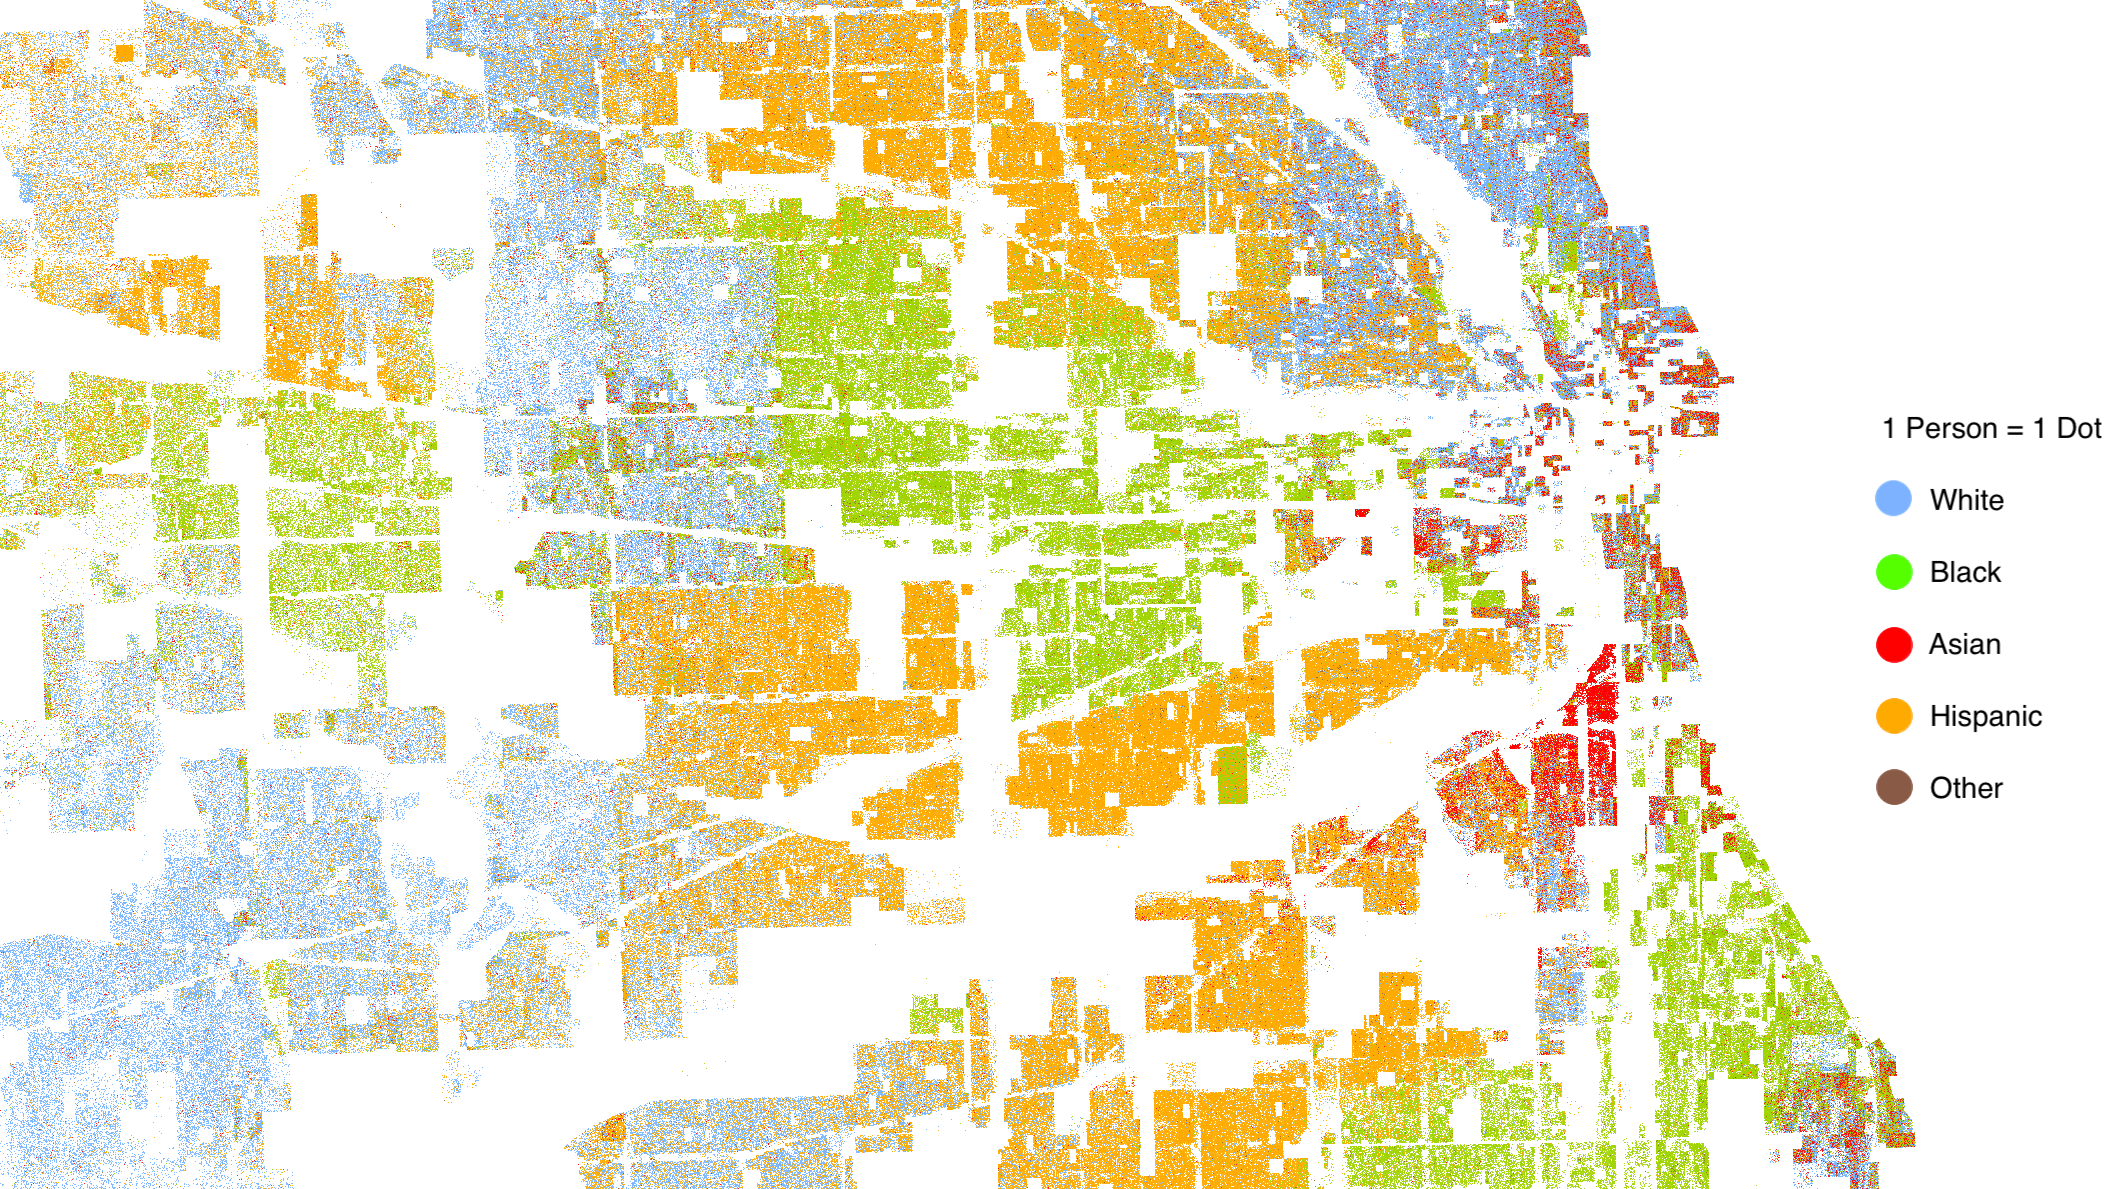 1 Person = 1 Dot
White
Black
Asian
Hispanic
Other